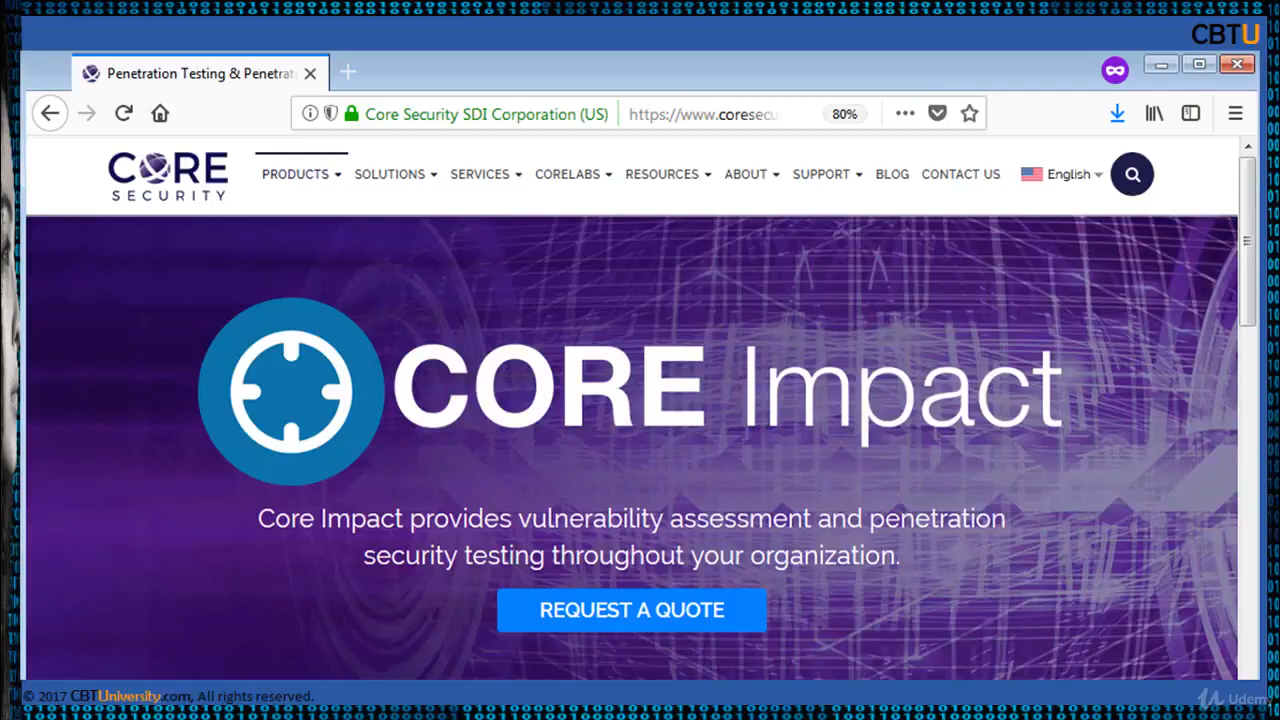 CBTU
Penetration Testing & Penetrat
Core Security SDI Corporation (US)
https://www.coresecu
80%
CORE
SECURITY
PRODUCTS
SOLUTIONS
SERVICES
CORELABS
RESOURCES
ABOUT
SUPPORT
BLOG
CONTACT US
English
CORE Impact
Core Impact provides vulnerability assessment and penetration
security testing throughout your organization.
REQUEST A QUOTE
© 2017 CBTUniversity.com, All rights reserved.
Udemy